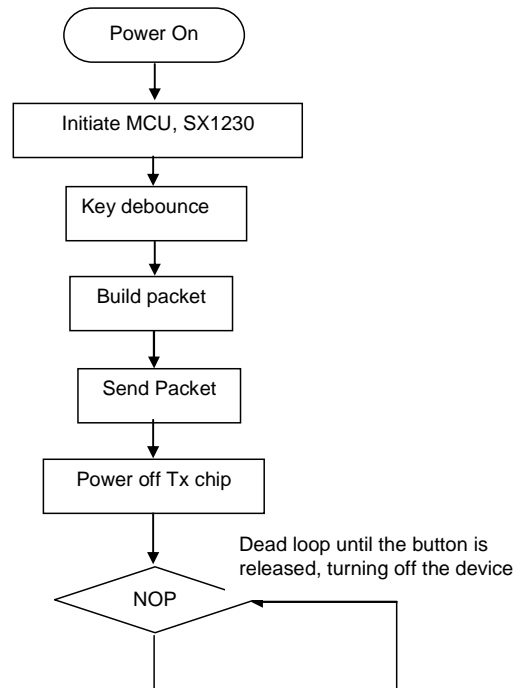 Power On
Initiate MCU, SX1230
Key debounce
Build packet
Send Packet
Power off Tx chip
Dead loop until the button is
released, turning off the device
NOP